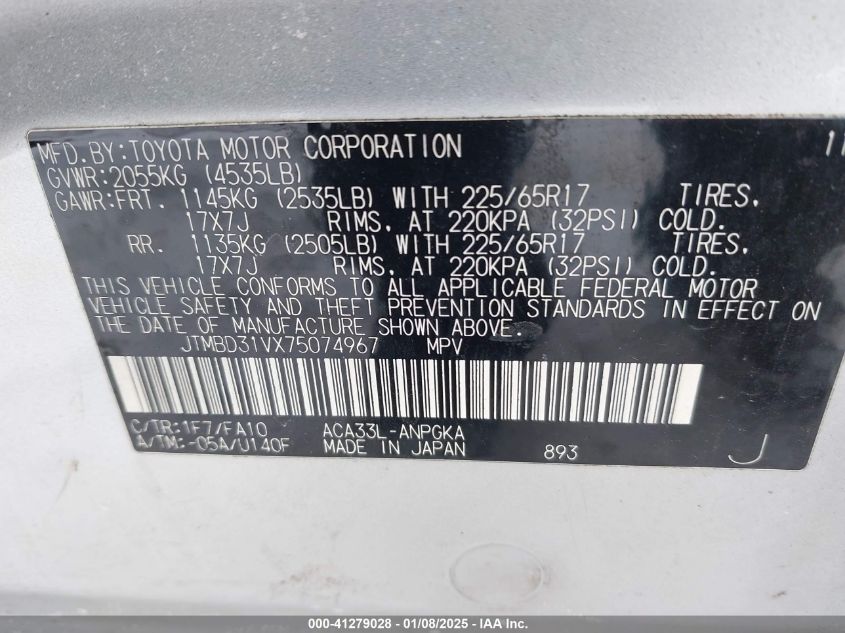 MFD.BY:TOYOTA MOTOR CORPORATION 11
GVWR:2055KG (4535LB)
GAWR:FRT. 1145KG (2535LB) WITH 225/65R17 TIRES,
17X7J RIMS, AT 220KPA (32PSI) COLD.
RR. 1135KG (2505LB) WITH 225/65R17 TIRES,
17X7J RIMS, AT 220KPA (32PSI) COLD.
THIS VEHICLE CONFORMS TO ALL APPLICABLE FEDERAL MOTOR
VEHICLE SAFETY AND THEFT PREVENTION STANDARDS IN EFFECT ON
THE DATE OF MANUFACTURE SHOWN ABOVE.
JTMBD31VX75074967 MPV
C/TR:1F7/FA10 ACA33L-ANPGKA
A/TM:-05A/U140F MADE IN JAPAN 893 J
000-41279028 - 01/08/2025 - IAA Inc.